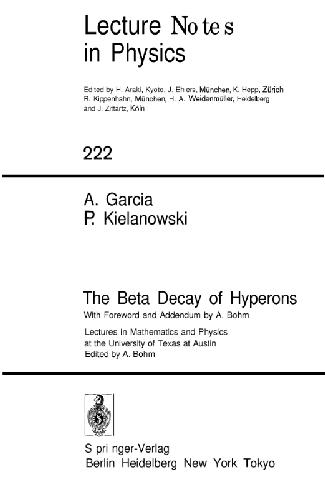 Lecture Notes
in Physics
Edited by H. Araki, Kyoto, J. Ehlers, München, K. Hepp, Zürich
R. Kippenhahn, München, H. A. Weidenmüller, Heidelberg
and J. Zittartz, Köln
222
A. Garcia
P. Kielanowski
The Beta Decay of Hyperons
With Foreword and Addendum by A. Bohm
Lectures in Mathematics and Physics
at the University of Texas at Austin
Edited by A. Bohm
Springer-Verlag
Berlin Heidelberg New York Tokyo